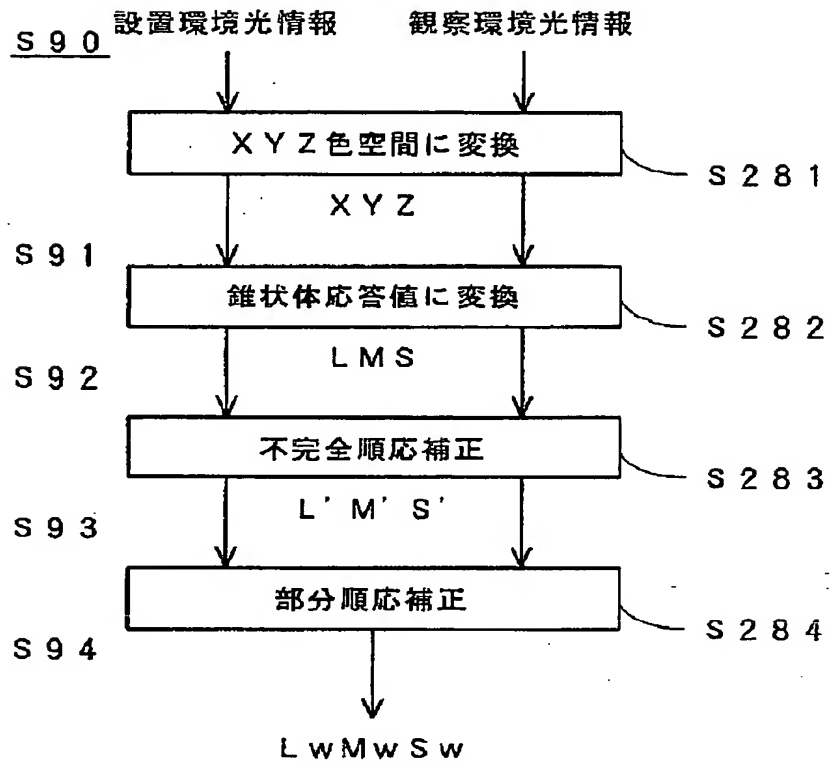 S90
設置環境光情報 観察環境光情報
XYZ色空間に変換
S281
XYZ
S91
錐状体応答値に変換
S282
LMS
S92
不完全順応補正
S283
L'M'S'
S93
部分順応補正
S284
S94
LwMwSw